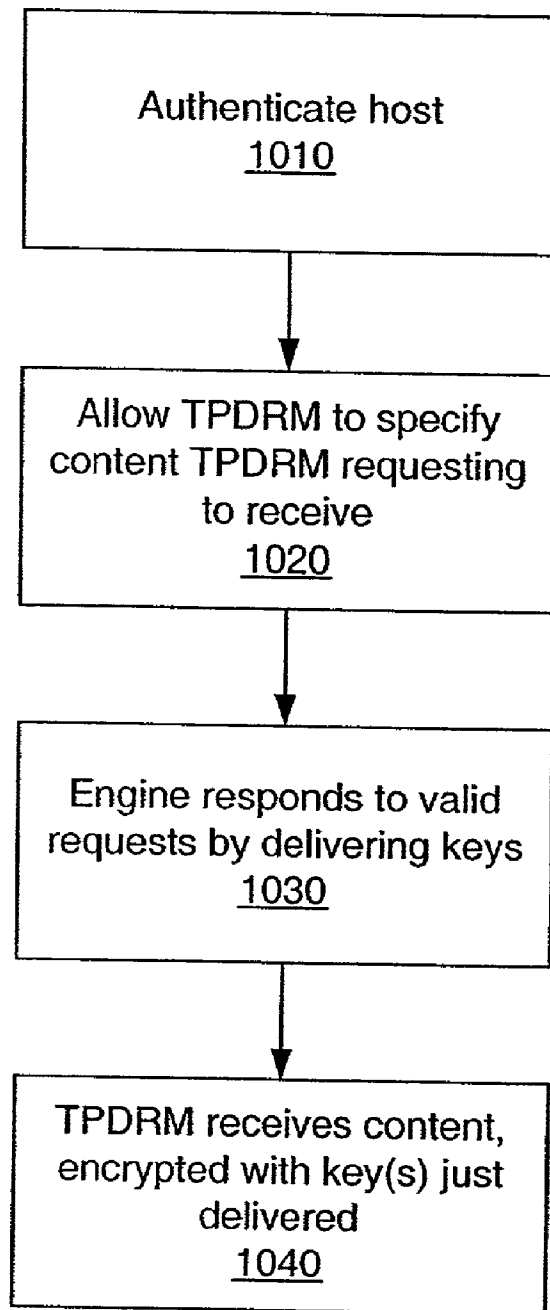 Authenticate host
1010
Allow TPDRM to specify
content TPDRM requesting
to receive
1020
Engine responds to valid
requests by delivering keys
1030
TPDRM receives content,
encrypted with key(s) just
delivered
1040